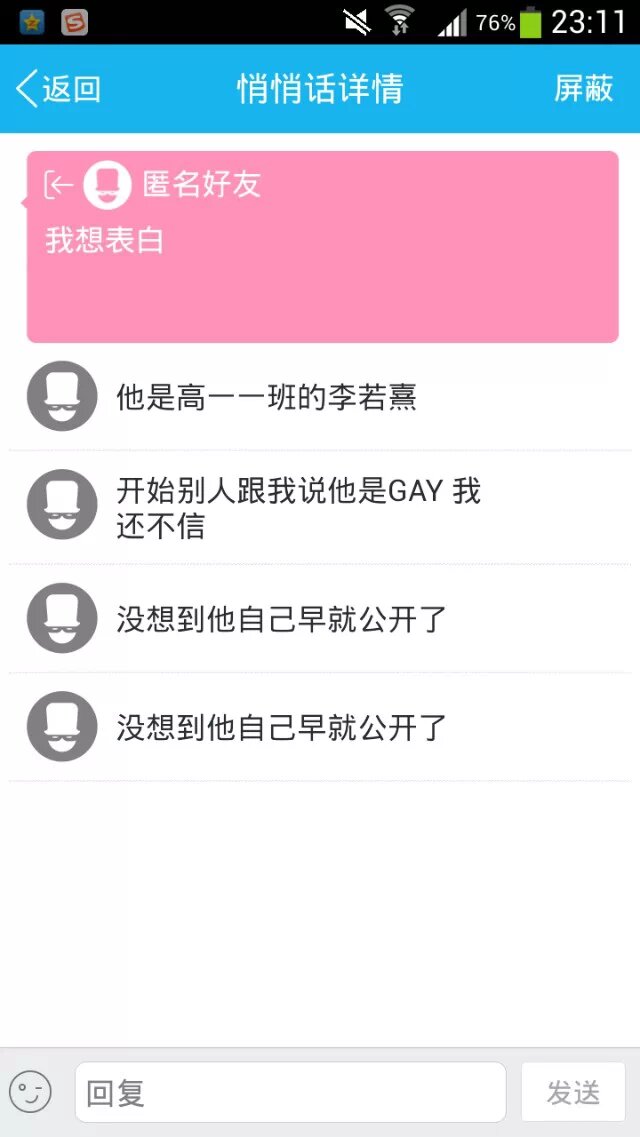 76% 23:11
返回 悄悄话详情 屏蔽
匿名好友
我想表白
他是高一一班的李若熹
开始别人跟我说他是GAY 我
还不信
没想到他自己早就公开了
没想到他自己早就公开了
回复 发送